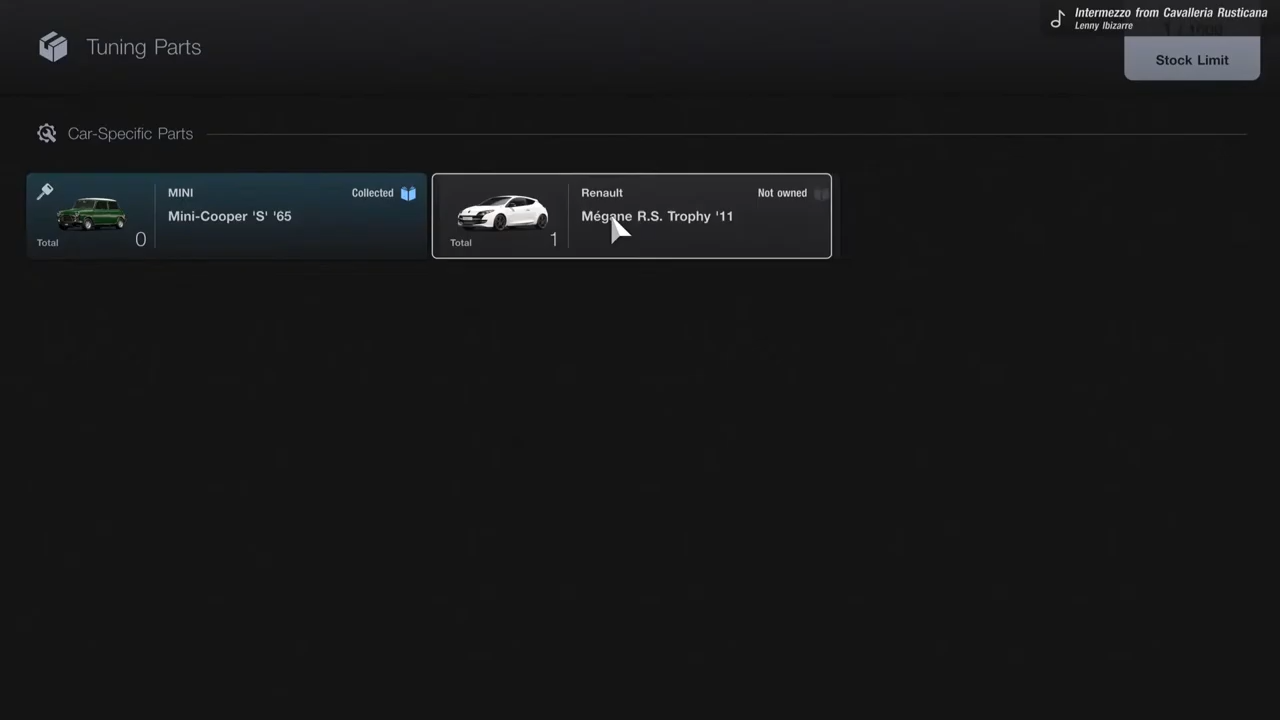 Intermezzo from Cavalleria Rusticana
Lenny Ibizarre
Tuning Parts
Stock Limit
Car-Specific Parts
MINI
Collected
Mini-Cooper 'S' '65
Total
0
Renault
Not owned
Mégane R.S. Trophy '11
Total
1